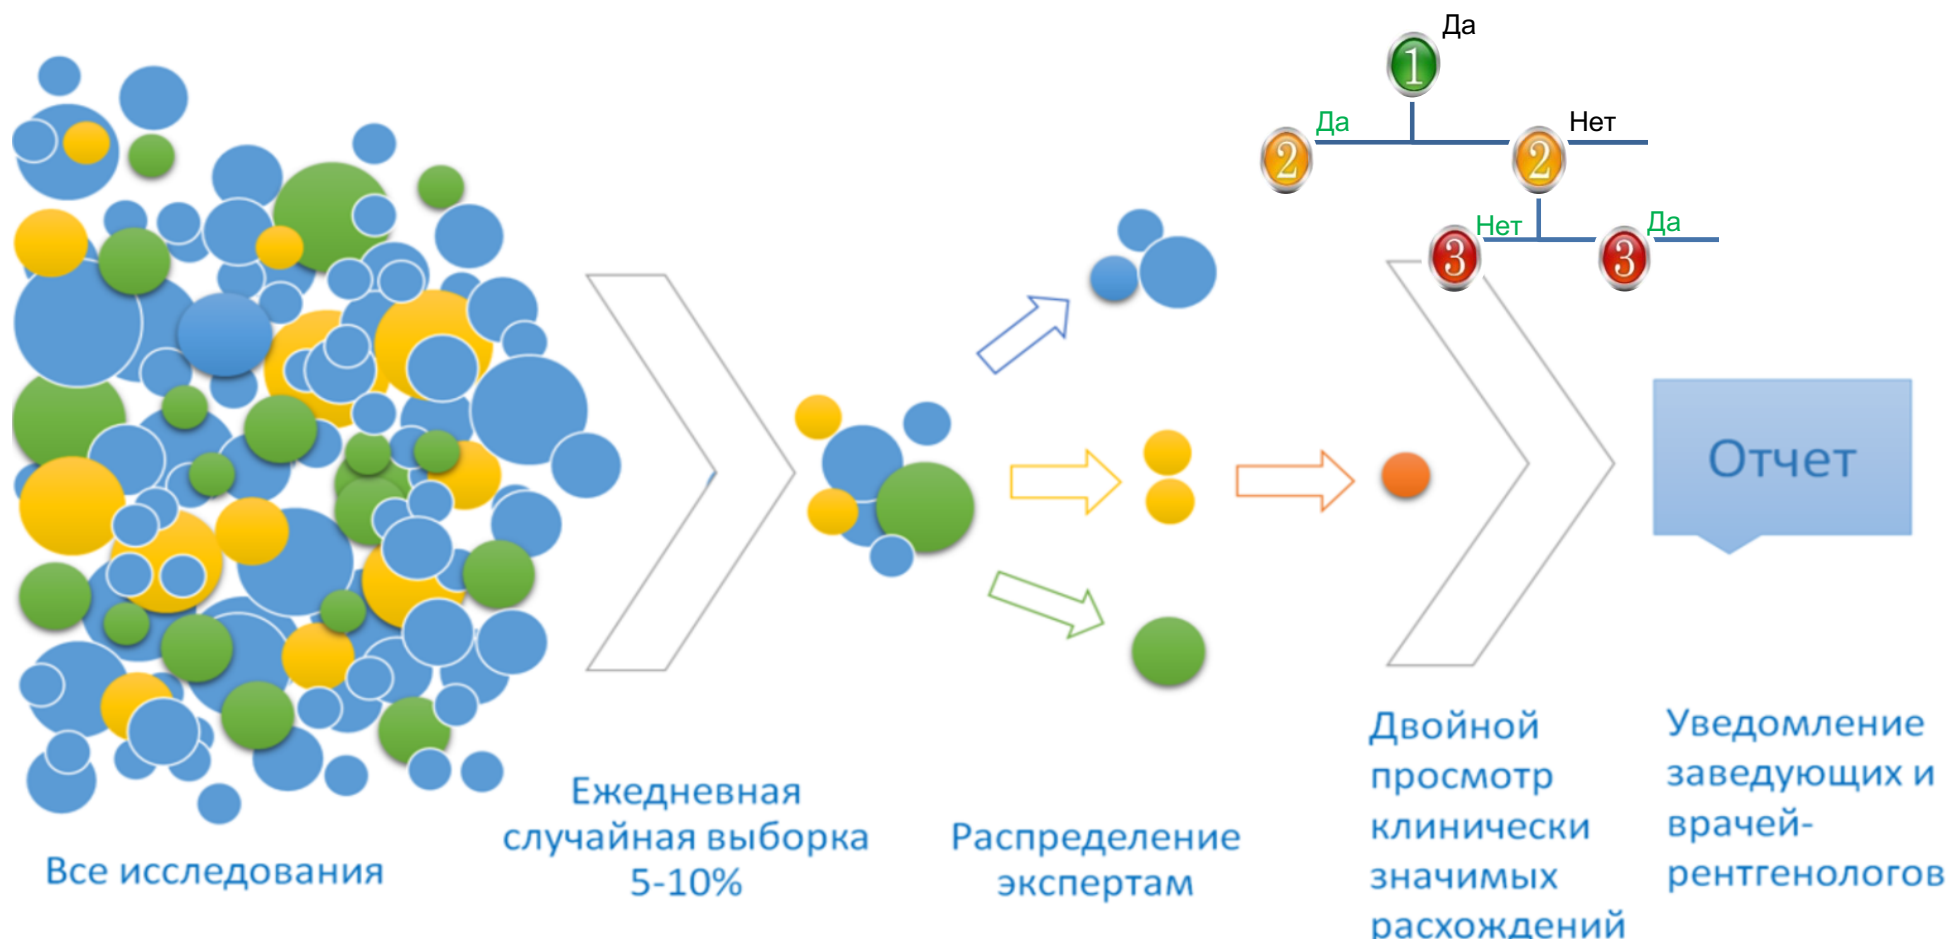 Да
1
Да
Нет
2
2
Нет
Да
3
3
Отчет
Все исследования
Ежедневная
случайная выборка
5-10%
Распределение
экспертам
Двойной
просмотр
клинически
значимых
расхождений
Уведомление
заведующих и
врачей-
рентгенологов